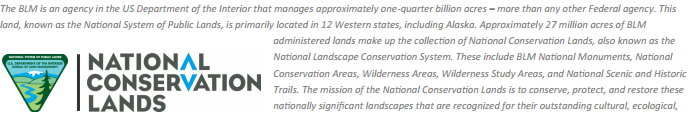 The BLM is an agency in the US Department of the Interior that manages approximately one-quarter billion acres – more than any other Federal agency. This
land, known as the National System of Public Lands, is primarily located in 12 Western states, including Alaska. Approximately 27 million acres of BLM
administered lands make up the collection of National Conservation Lands, also known as the
National Landscape Conservation System. These include BLM National Monuments, National
Conservation Areas, Wilderness Areas, Wilderness Study Areas, and National Scenic and Historic
Trails. The mission of the National Conservation Lands is to conserve, protect, and restore these
nationally significant landscapes that are recognized for their outstanding cultural, ecological,
NATIONAL SYSTEM OF PUBLIC LANDS
U.S. DEPARTMENT OF THE INTERIOR
BUREAU OF LAND MANAGEMENT
NATIONAL
CONSERVATION
LANDS